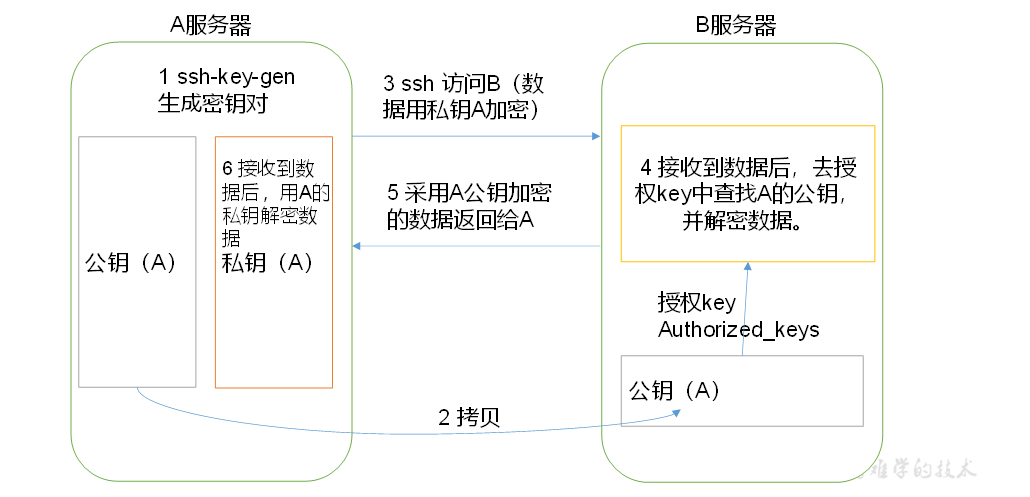 A服务器
B服务器
1 ssh-key-gen
生成密钥对
3 ssh 访问B（数
据用私钥A加密）
6 接收到数
据后，用A的
私钥解密数
据
公钥（A）
私钥（A）
5 采用A公钥加密
的数据返回给A
4 接收到数据后，去授
权key中查找A的公钥，
并解密数据。
授权key
Authorized_keys
公钥（A）
2 拷贝
难学的技术